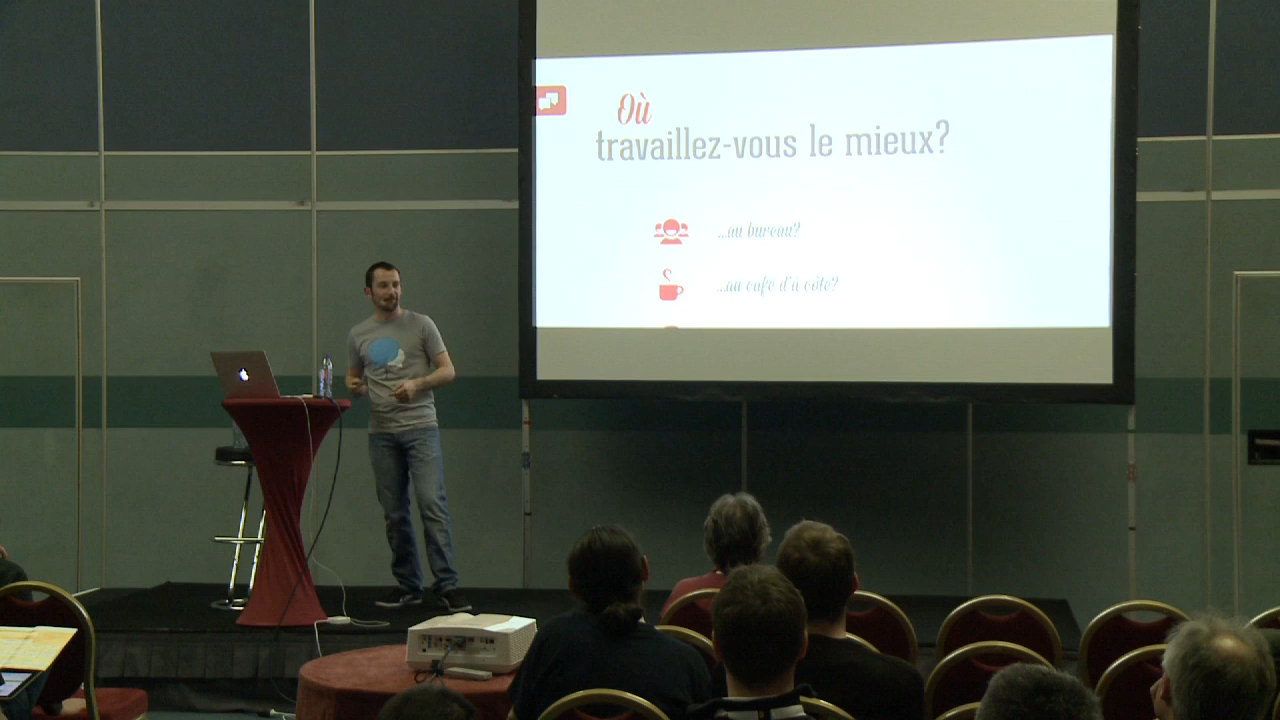 Où
travaillez-vous le mieux?
...au bureau?
...au café d'à côté?